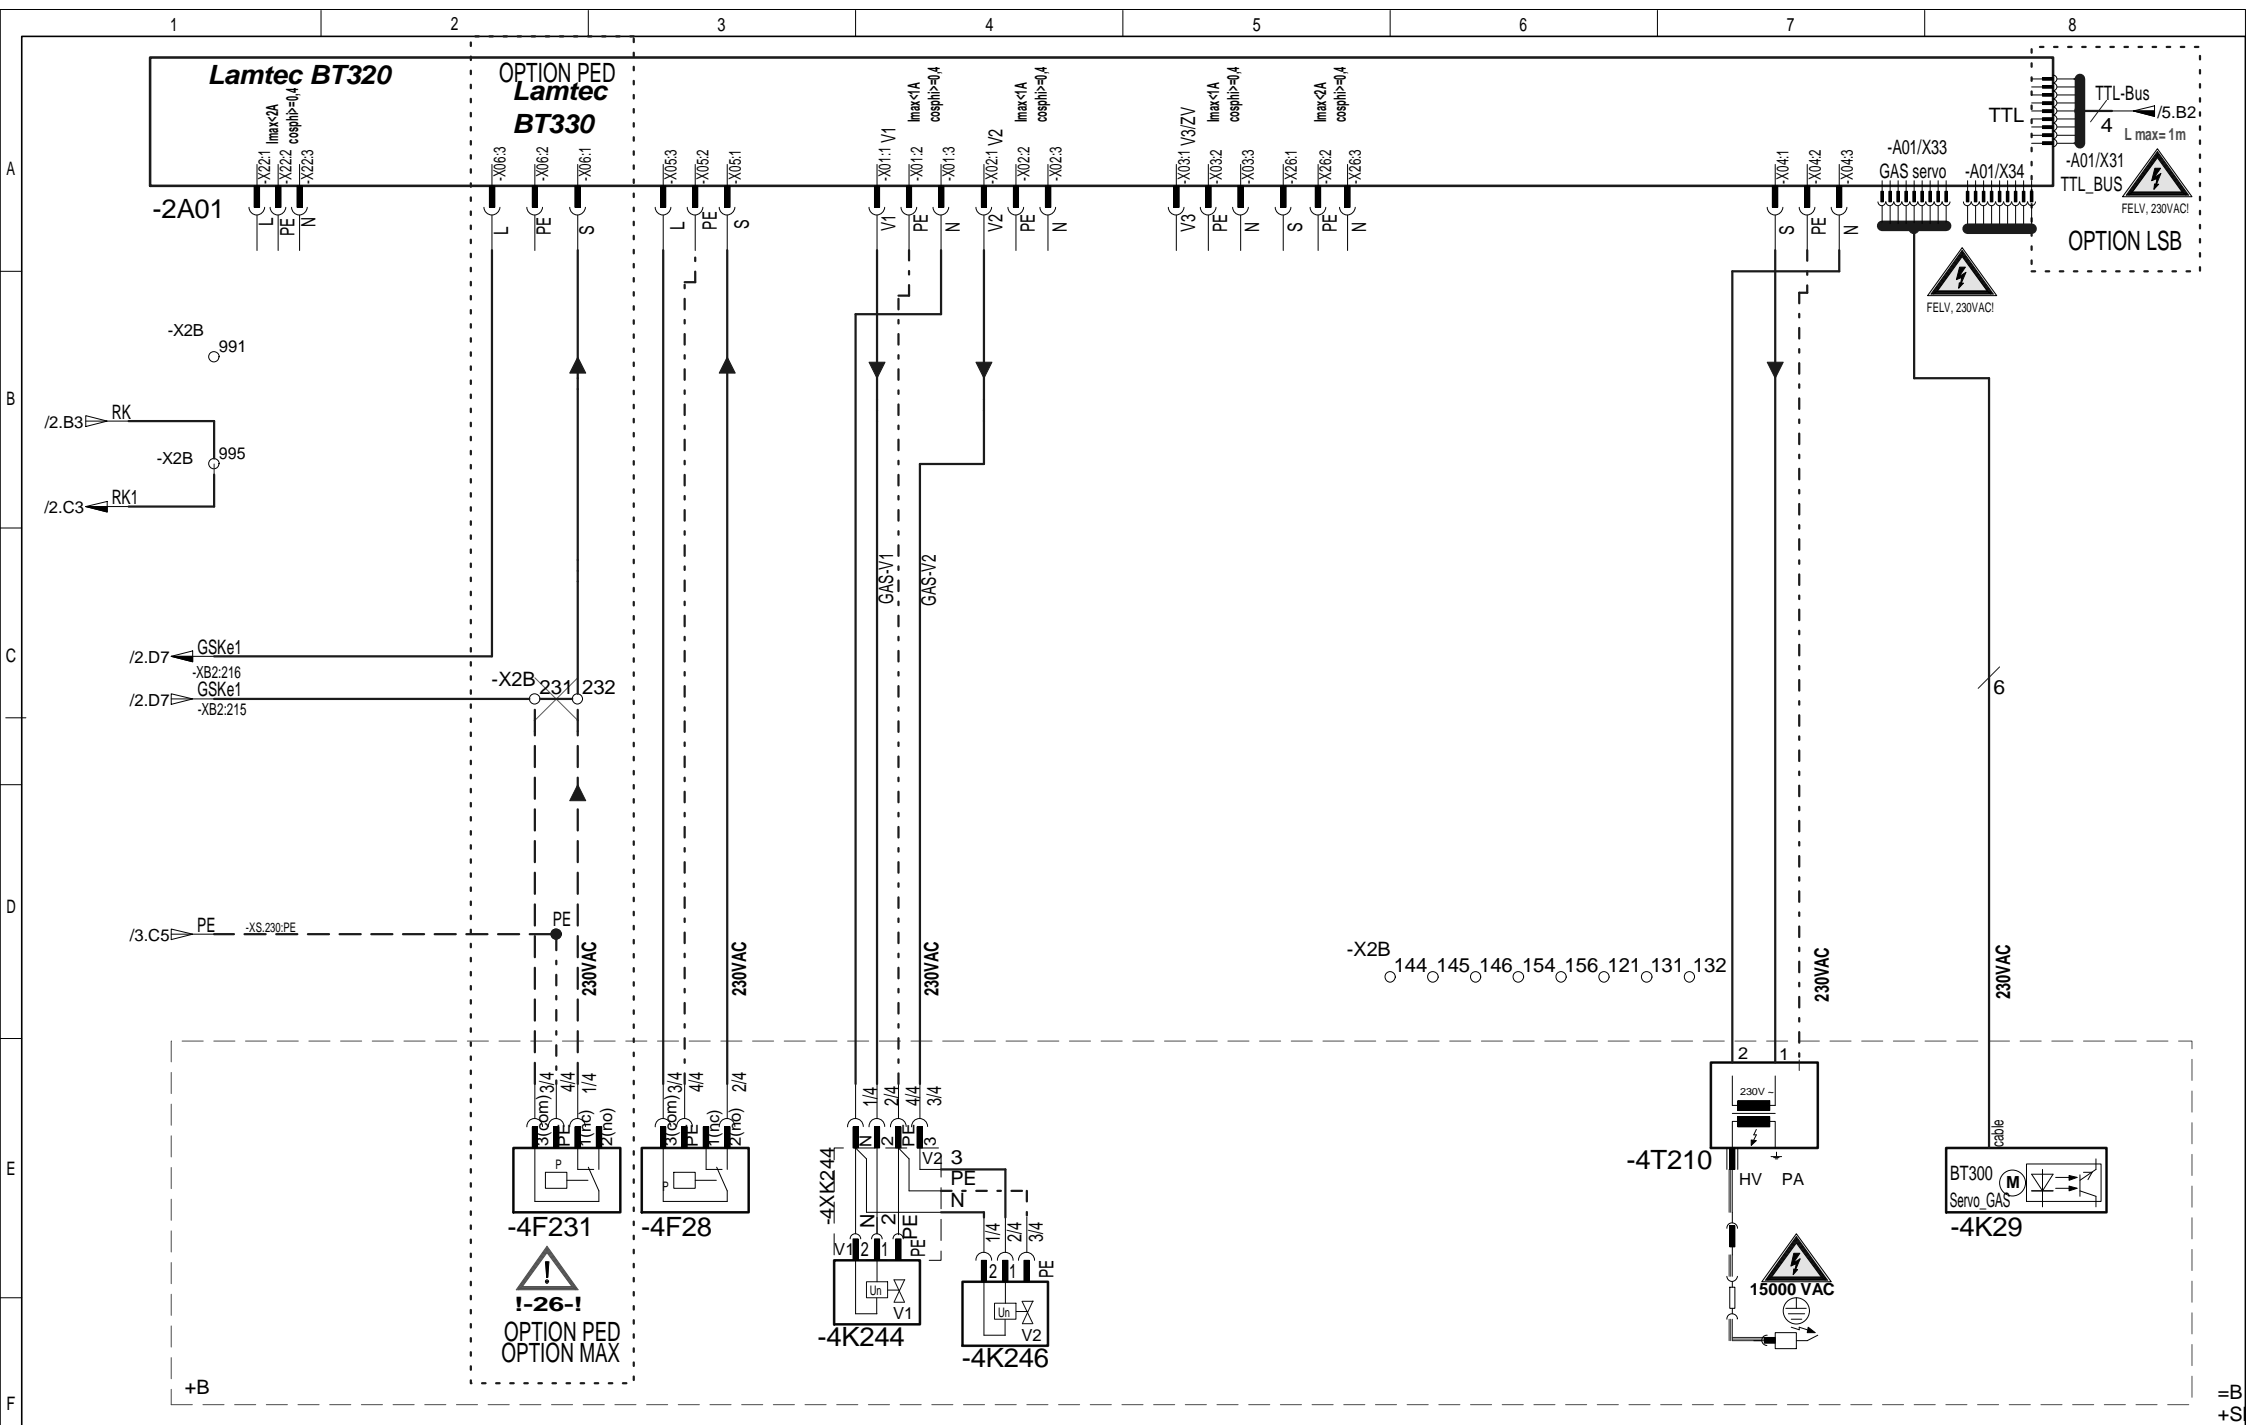 1 2 3 4 5 6 7 8
A
B
C
D
E
F
Lamtec BT320
OPTION PED
Lamtec
BT330
-2A01
Imax<2A
cosphi>=0,4
-X22:1
-X22:2
-X22:3
L
PE
N
-X06:3
-X06:2
-X06:1
L
PE
S
-X05:3
-X05:2
-X05:1
L
PE
S
Imax<1A
cosphi>=0,4
-X01:1 V1
-X01:2
-X01:3
V1
PE
N
Imax<1A
cosphi>=0,4
-X02:1 V2
-X02:2
-X02:3
V2
PE
N
Imax<1A
cosphi>=0,4
-X03:1 V3/ZV
-X03:2
-X03:3
V3
PE
N
Imax<2A
cosphi>=0,4
-X26:1
-X26:2
-X26:3
S
PE
N
-X04:1
-X04:2
-X04:3
S
PE
N
-A01/X33
GAS servo
-A01/X34
TTL
TTL-Bus
4
/5.B2
L max= 1m
-A01/X31
TTL_BUS
FELV, 230VAC!
OPTION LSB
FELV, 230VAC!
-X2B
991
/2.B3 RK
-X2B 995
/2.C3 RK1
GAS-V1
GAS-V2
/2.D7 GSKe1
-XB2:216
/2.D7 GSKe1
-XB2:215
-X2B 231 232
6
/3.C5 PE -XS.230:PE
PE
230VAC
230VAC
230VAC
230VAC
230VAC
-X2B
144 145 146 154 156 121 131 132
3/4
4/4
1/4
3(com)
PE
1(nc)
2(no)
P
-4F231
!
!-26-!
OPTION PED
OPTION MAX
3/4
4/4
2/4
3(com)
PE
1(nc)
2(no)
P
-4F28
1/4
2/4
4/4
3/4
N
2
PE
3
-4XK244
V2
3
PE
N
N
2
PE
V1
2
1
PE
Un
V1
-4K244
1/4
2/4
3/4
2
1
PE
Un
V2
-4K246
2 1
230V ~
-4T210
HV PA
15000 VAC
cable
BT300
M
Servo_GAS
-4K29
+B
=B
+S